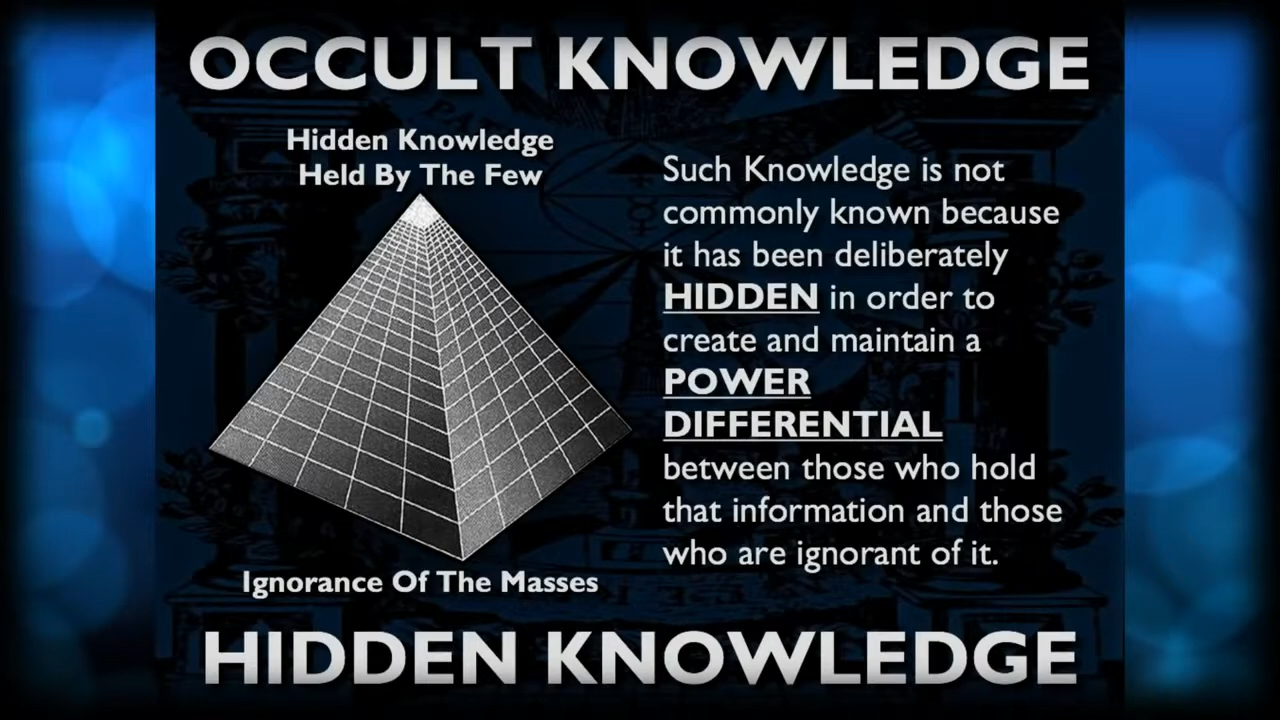 OCCULT KNOWLEDGE
Hidden Knowledge
Held By The Few
Ignorance Of The Masses
Such Knowledge is not
commonly known because
it has been deliberately
HIDDEN in order to
create and maintain a
POWER
DIFFERENTIAL
between those who hold
that information and those
who are ignorant of it.
HIDDEN KNOWLEDGE